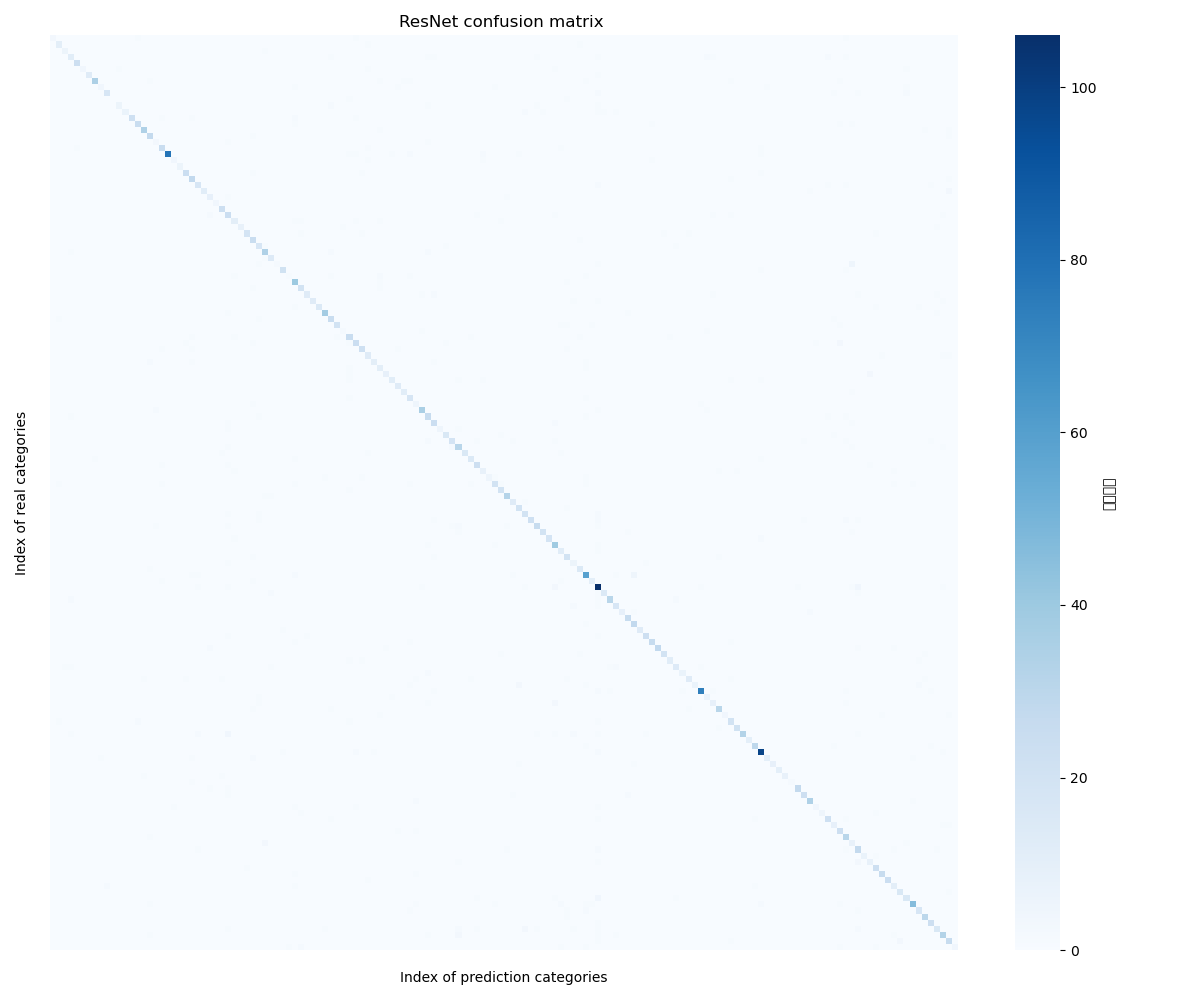 ResNet confusion matrix
100
80
60
40
20
0
Index of real categories
Index of prediction categories